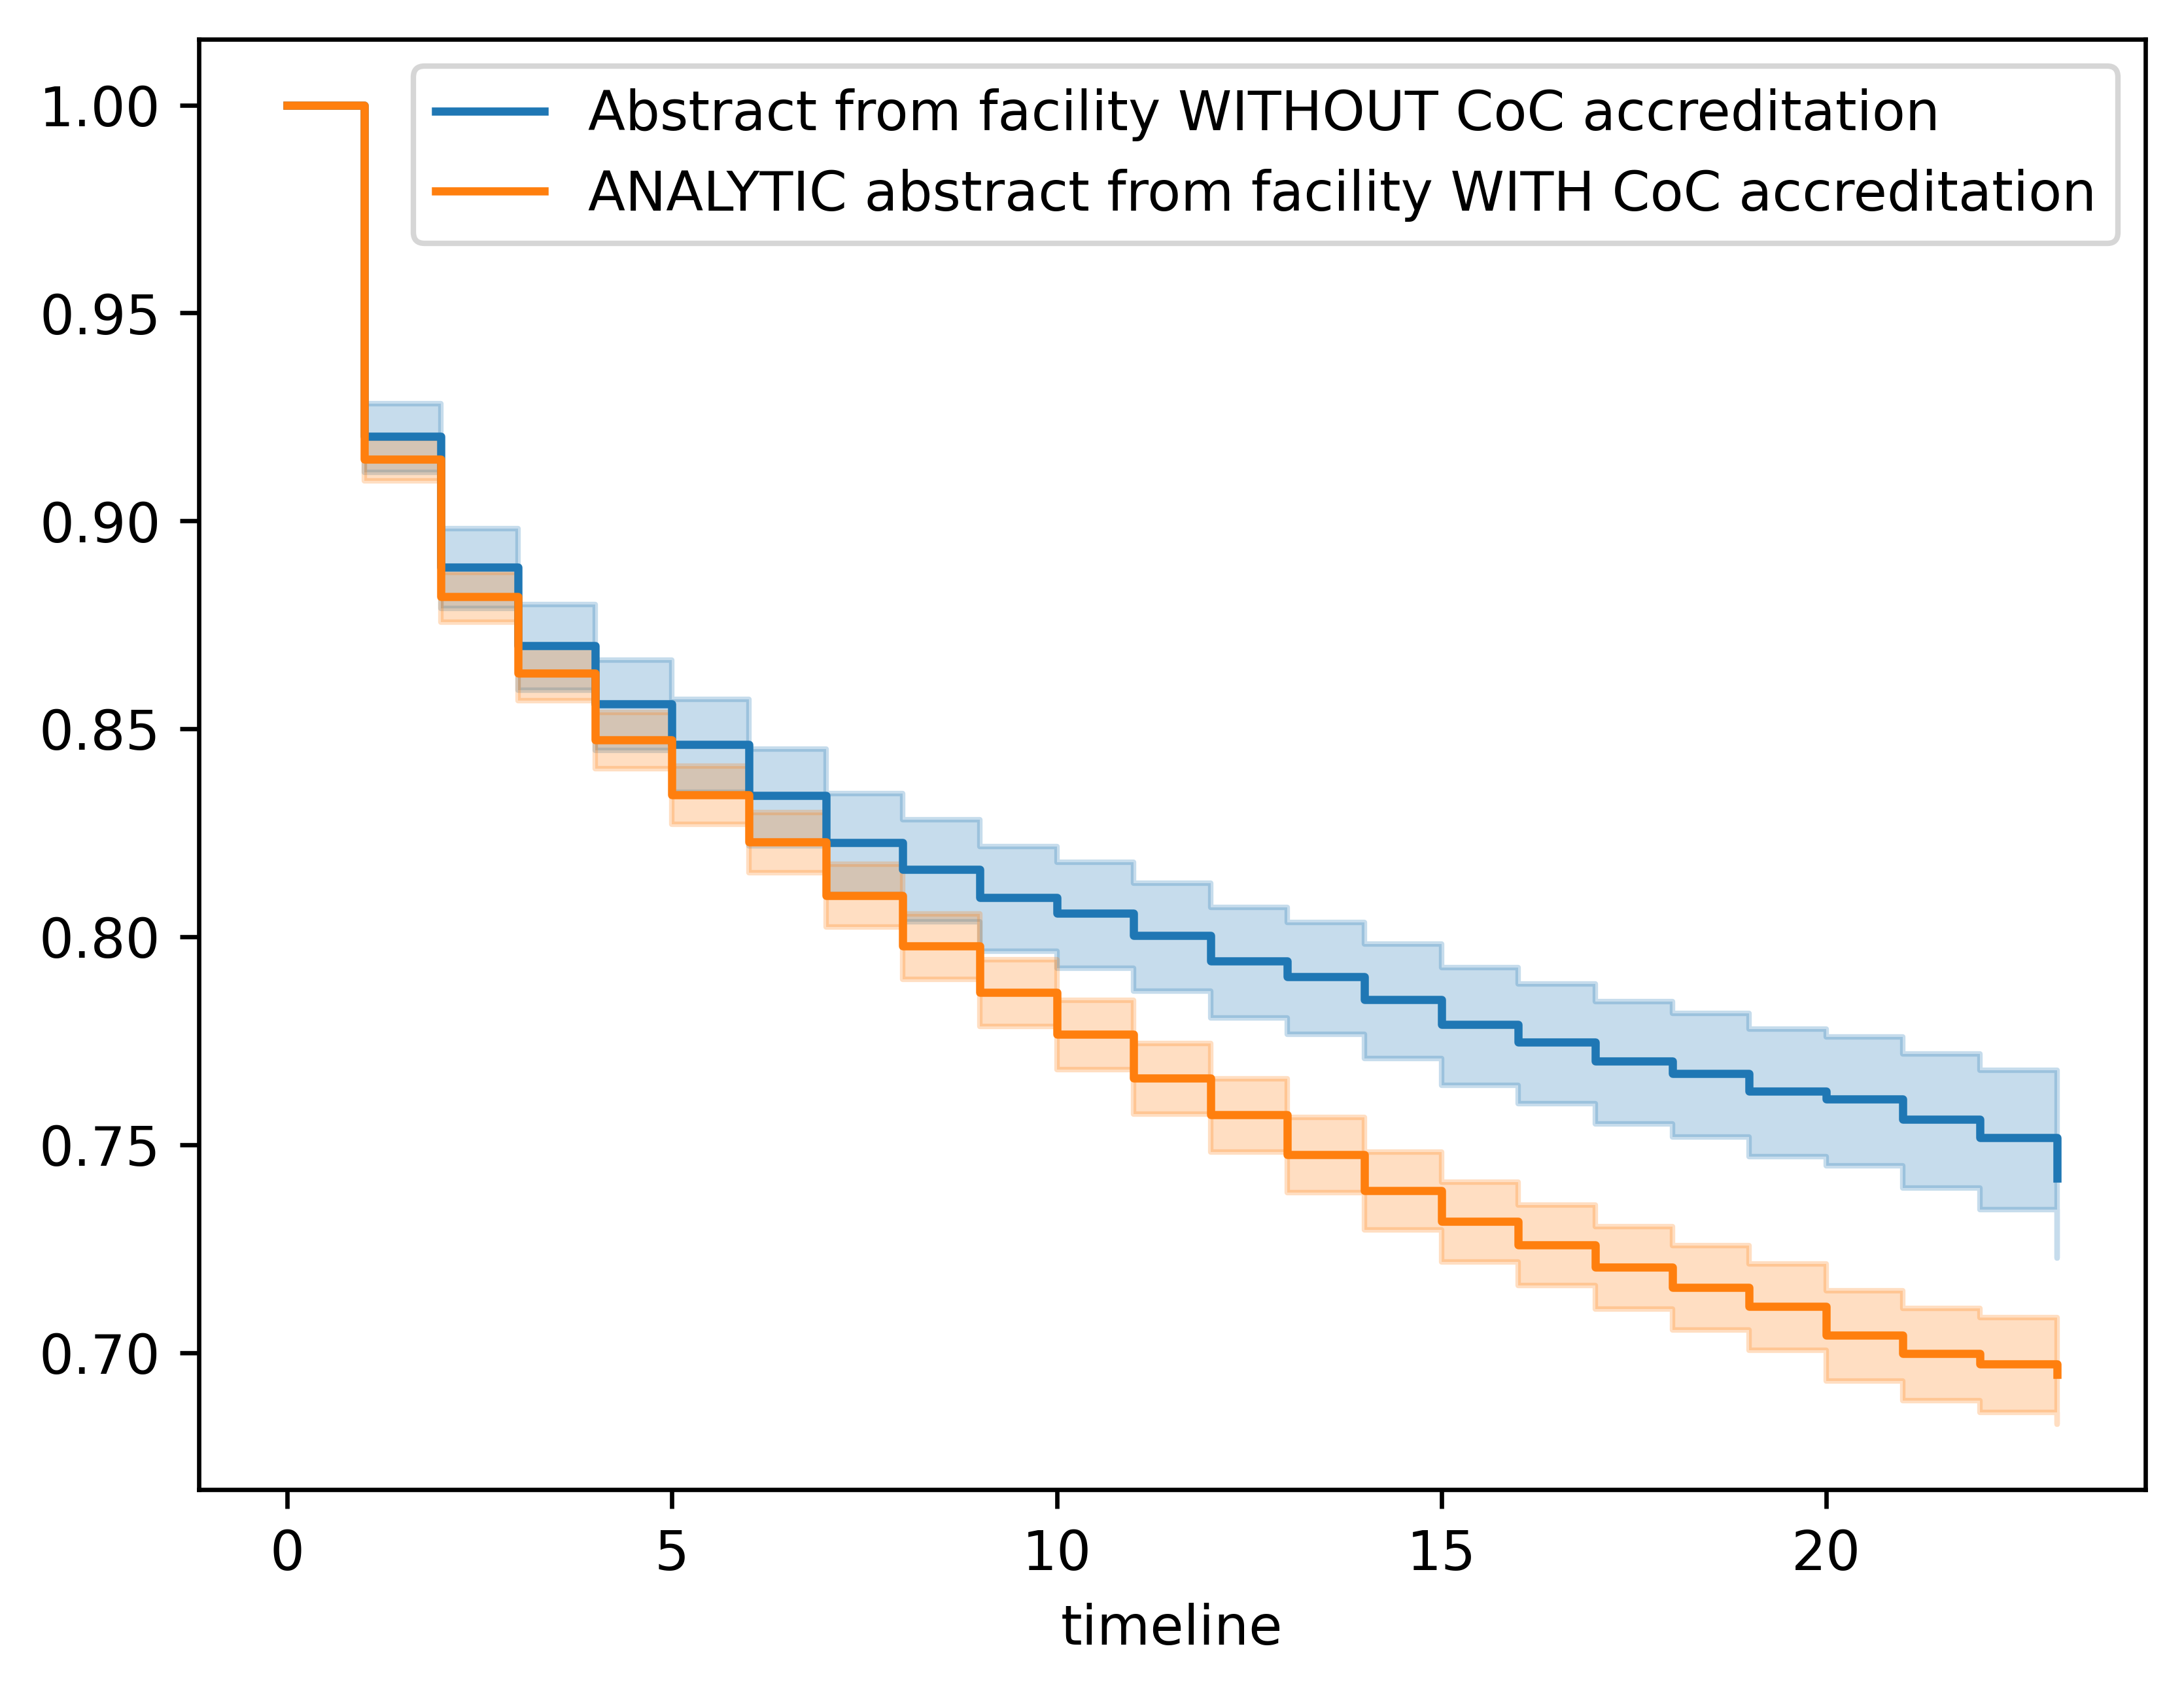 Abstract from facility WITHOUT CoC accreditation
ANALYTIC abstract from facility WITH CoC accreditation
1.00
0.95
0.90
0.85
0.80
0.75
0.70
0 5 10 15 20
timeline